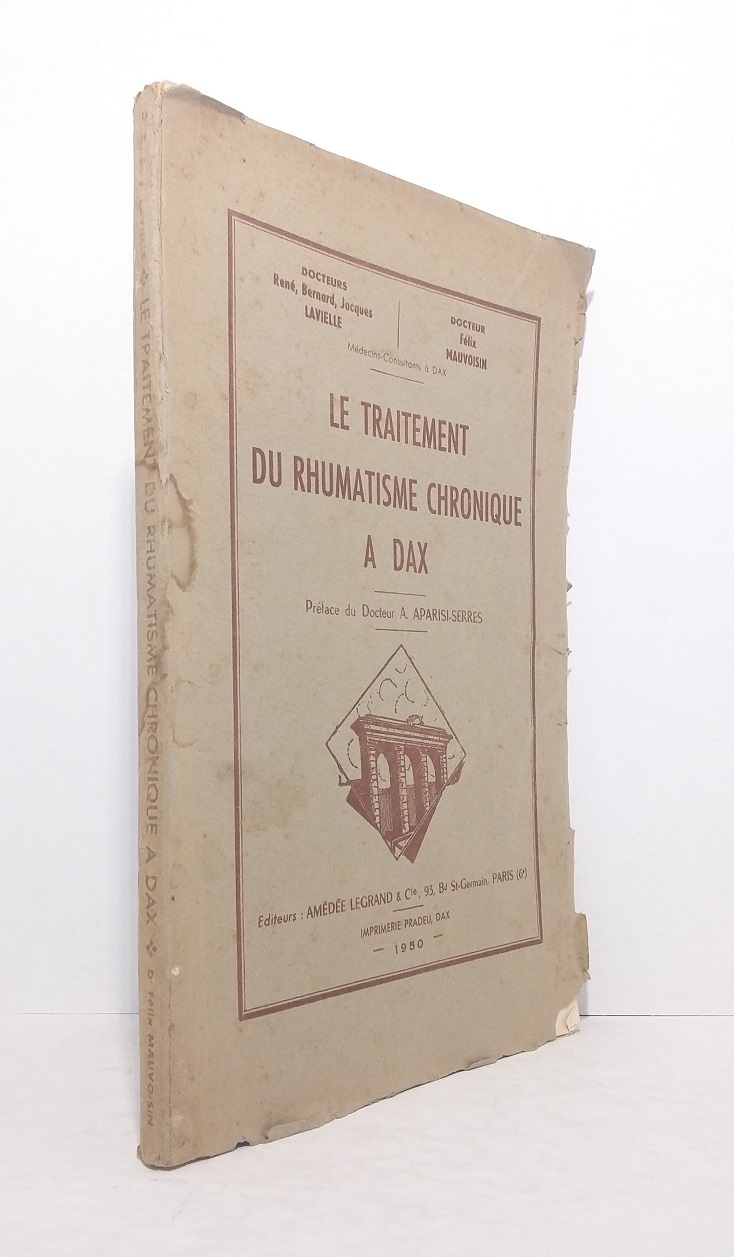 DOCTEURS
René, Bernard, Jacques
LAVIELLE
DOCTEUR
Félix
MAUVOISIN
Médecins-Consultants à DAX
LE TRAITEMENT
DU RHUMATISME CHRONIQUE
A DAX
Préface du Docteur A. APARISI-SERRES
Editeurs : AMÉDÉE LEGRAND & Cie, 93, Bd St-Germain, PARIS (6e)
IMPRIMERIE PRADEU, DAX
— 1950 —
LE TRAITEMENT DU RHUMATISME CHRONIQUE A DAX ❖ Dr Félix MAUVOISIN